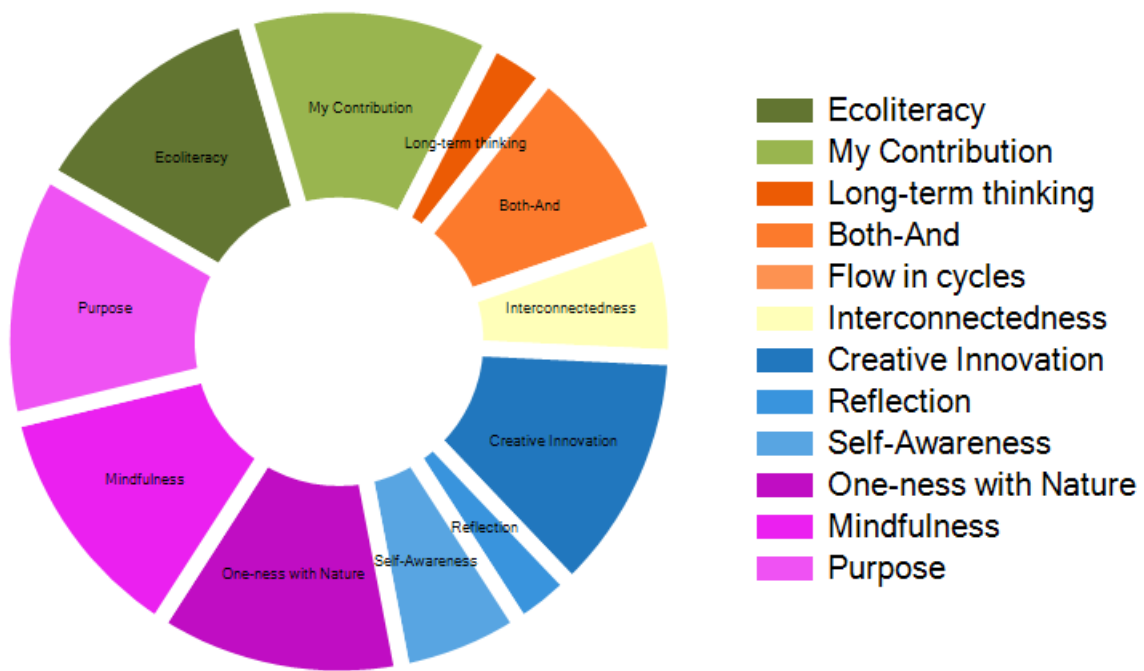 My Contribution
Long-term thinking
Ecoliteracy
Both-And
Purpose
Interconnectedness
Creative Innovation
Mindfulness
Reflection
Self-Awareness
One-ness with Nature
Ecoliteracy
My Contribution
Long-term thinking
Both-And
Flow in cycles
Interconnectedness
Creative Innovation
Reflection
Self-Awareness
One-ness with Nature
Mindfulness
Purpose